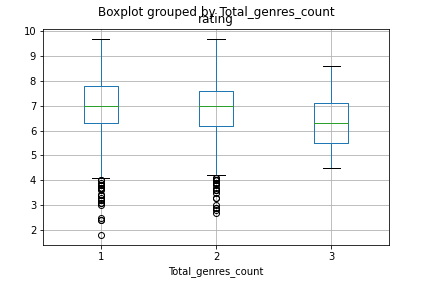 Boxplot grouped by Total_genres_count
rating
10
9
8
7
6
5
4
3
2
1 2 3
Total_genres_count